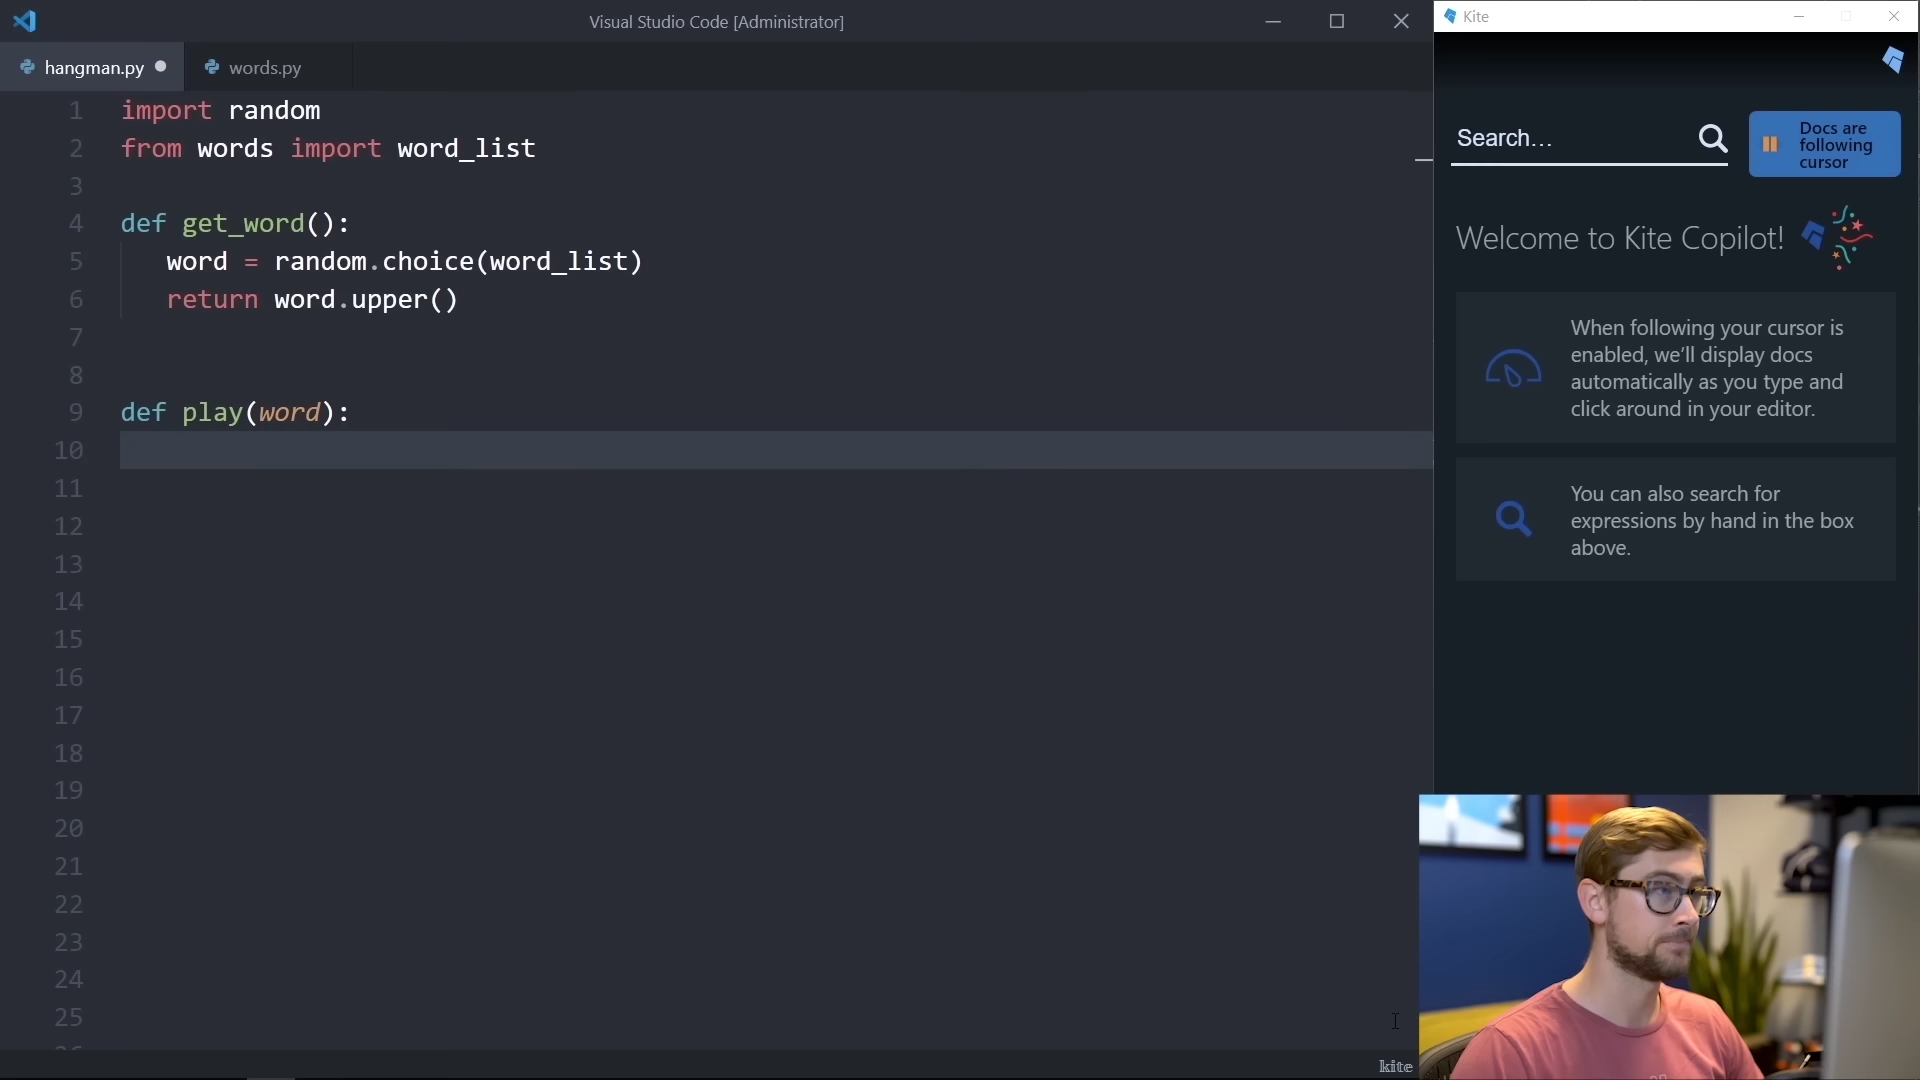 Visual Studio Code [Administrator]
hangman.py
words.py
1 import random
2 from words import word_list
3
4 def get_word():
5 word = random.choice(word_list)
6 return word.upper()
7
8
9 def play(word):
10
11
12
13
14
15
16
17
18
19
20
21
22
23
24
25
kite
Kite
Search...
Docs are
following
cursor
Welcome to Kite Copilot!
When following your cursor is
enabled, we'll display docs
automatically as you type and
click around in your editor.
You can also search for
expressions by hand in the box
above.